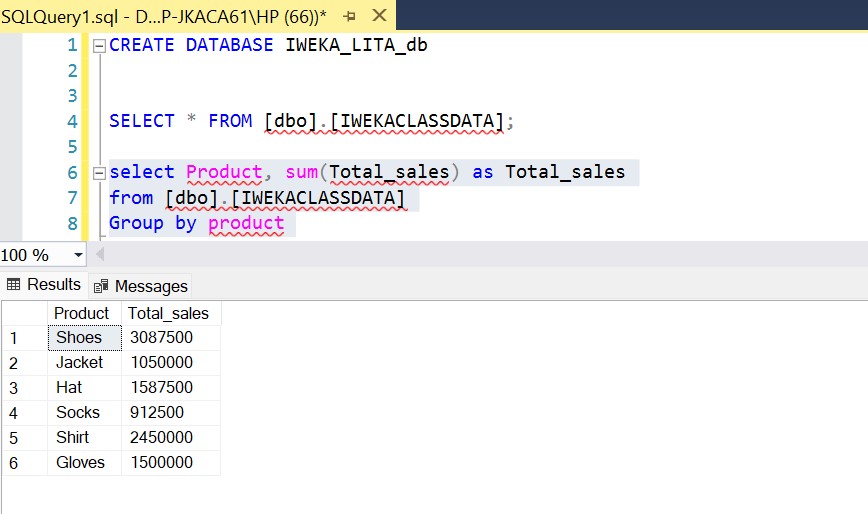 SQLQuery1.sql - D...P-JKACA61\HP (66))*
1 CREATE DATABASE IWEKA_LITA_db
2
3
4 SELECT * FROM [dbo].[IWEKACLASSDATA];
5
6 select Product, sum(Total_sales) as Total_sales
7 from [dbo].[IWEKACLASSDATA]
8 Group by product
100 %
Results Messages
Product Total_sales
1 Shoes 3087500
2 Jacket 1050000
3 Hat 1587500
4 Socks 912500
5 Shirt 2450000
6 Gloves 1500000